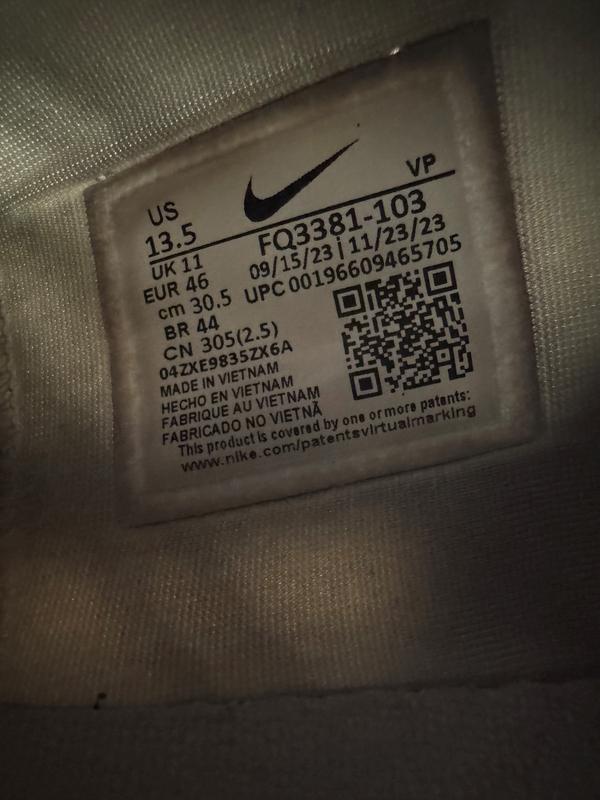 US
13.5
VP
FQ3381-103
UK 11
09/15/23 | 11/23/23
EUR 46
UPC 00196609465705
cm 30.5
BR 44
CN 305(2.5)
04ZXE9835ZX6A
MADE IN VIETNAM
HECHO EN VIETNAM
FABRIQUE AU VIETNAM
FABRICADO NO VIETNÃ
This product is covered by one or more patents:
www.nike.com/patentsvirtualmarking